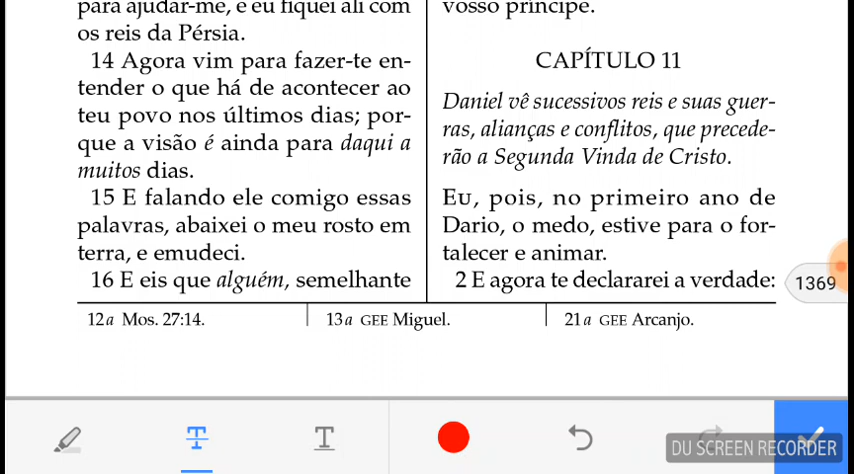 para ajudar-me, e eu fiquei ali com
os reis da Pérsia.
14 Agora vim para fazer-te en-
tender o que há de acontecer ao
teu povo nos últimos dias; por-
que a visão é ainda para daqui a
muitos dias.
15 E falando ele comigo essas
palavras, abaixei o meu rosto em
terra, e emudeci.
16 E eis que alguém, semelhante
vosso príncipe.
CAPÍTULO 11
Daniel vê sucessivos reis e suas guer-
ras, alianças e conflitos, que precede-
rão a Segunda Vinda de Cristo.
Eu, pois, no primeiro ano de
Dario, o medo, estive para o for-
talecer e animar.
2 E agora te declararei a verdade:
1369
12a Mos. 27:14.
13a GEE Miguel.
21a GEE Arcanjo.
T
T
DU SCREEN RECORDER